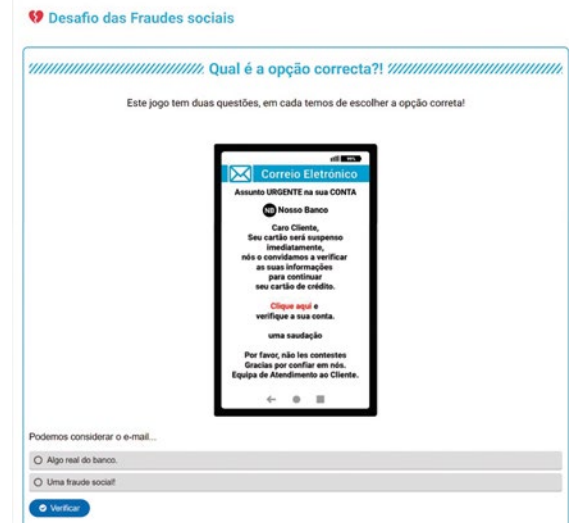 Desafio das Fraudes sociais
Qual é a opção correcta?!
Este jogo tem duas questões, em cada temos de escolher a opção correta!
99%
Correio Eletrónico
Assunto URGENTE na sua CONTA
NB Nosso Banco
Caro Cliente,
Seu cartão será suspenso
imediatamente,
nós o convidamos a verificar
as suas informações
para continuar
seu cartão de crédito.
Clique aqui e
verifique a sua conta.
uma saudação
Por favor, não les contestes
Gracias por confiar em nós.
Equipa de Atendimento ao Cliente.
Podemos considerar o e-mail...
Algo real do banco.
Uma fraude social!
Verificar